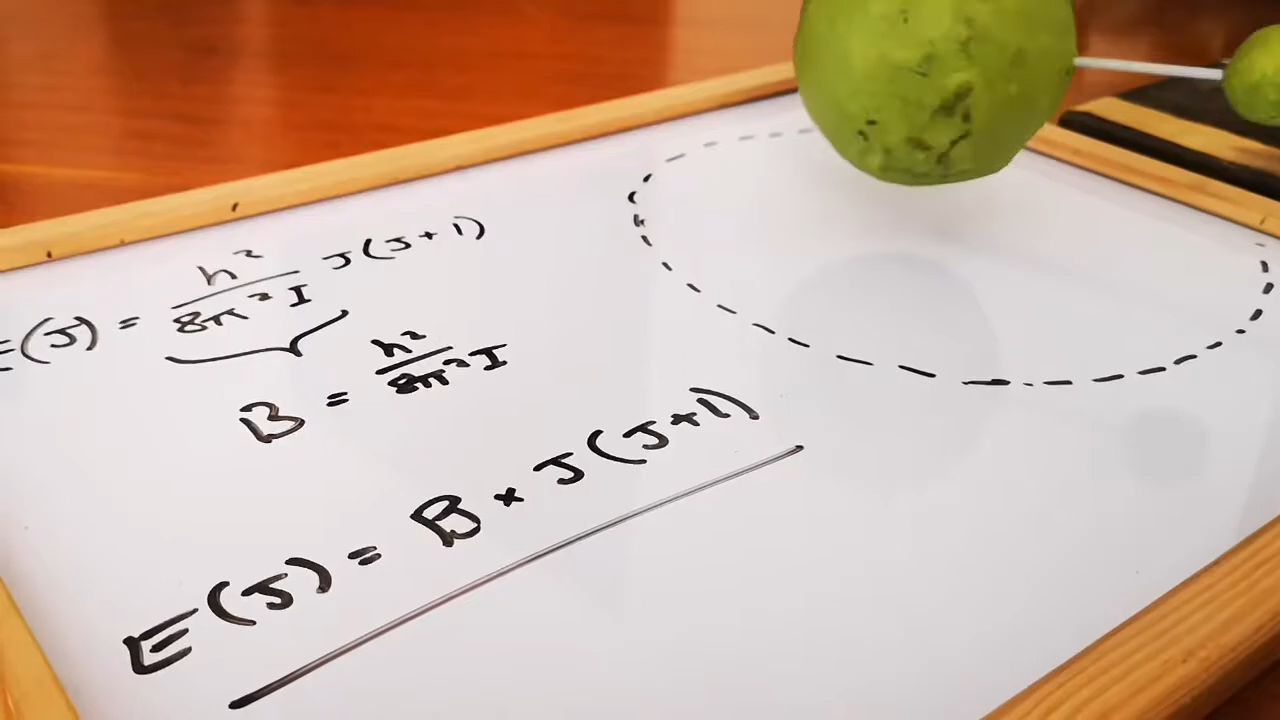 E(J) = h²/8π²I J(J+1)
B = h²/8π²I
E(J) = B × J(J+1)